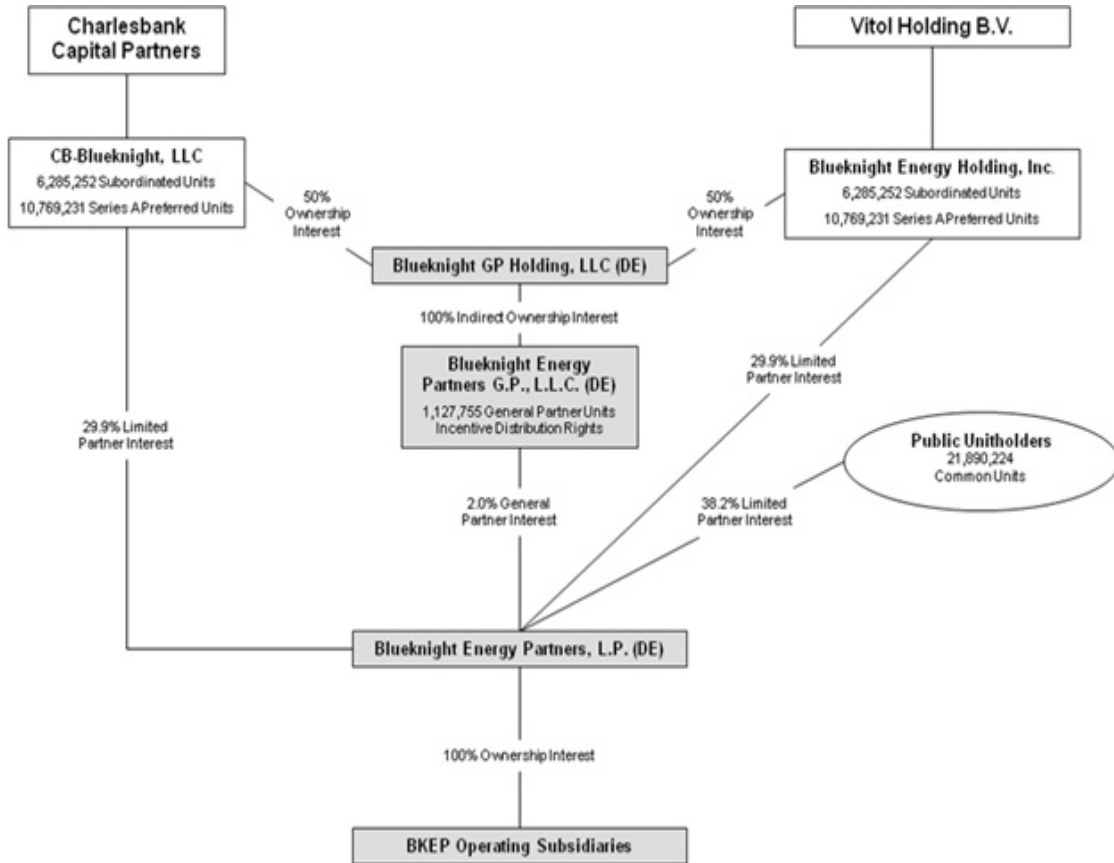 Charlesbank
Capital Partners
Vitol Holding B.V.
CB-Blueknight, LLC
6,285,252 Subordinated Units
10,769,231 Series A Preferred Units
Blueknight Energy Holding, Inc.
6,285,252 Subordinated Units
10,769,231 Series A Preferred Units
50%
Ownership
Interest
50%
Ownership
Interest
Blueknight GP Holding, LLC (DE)
100% Indirect Ownership Interest
Blueknight Energy
Partners G.P., L.L.C. (DE)
1,127,755 General Partner Units
Incentive Distribution Rights
29.9% Limited
Partner Interest
29.9% Limited
Partner Interest
Public Unitholders
21,890,224
Common Units
2.0% General
Partner Interest
38.2% Limited
Partner Interest
Blueknight Energy Partners, L.P. (DE)
100% Ownership Interest
BKEP Operating Subsidiaries